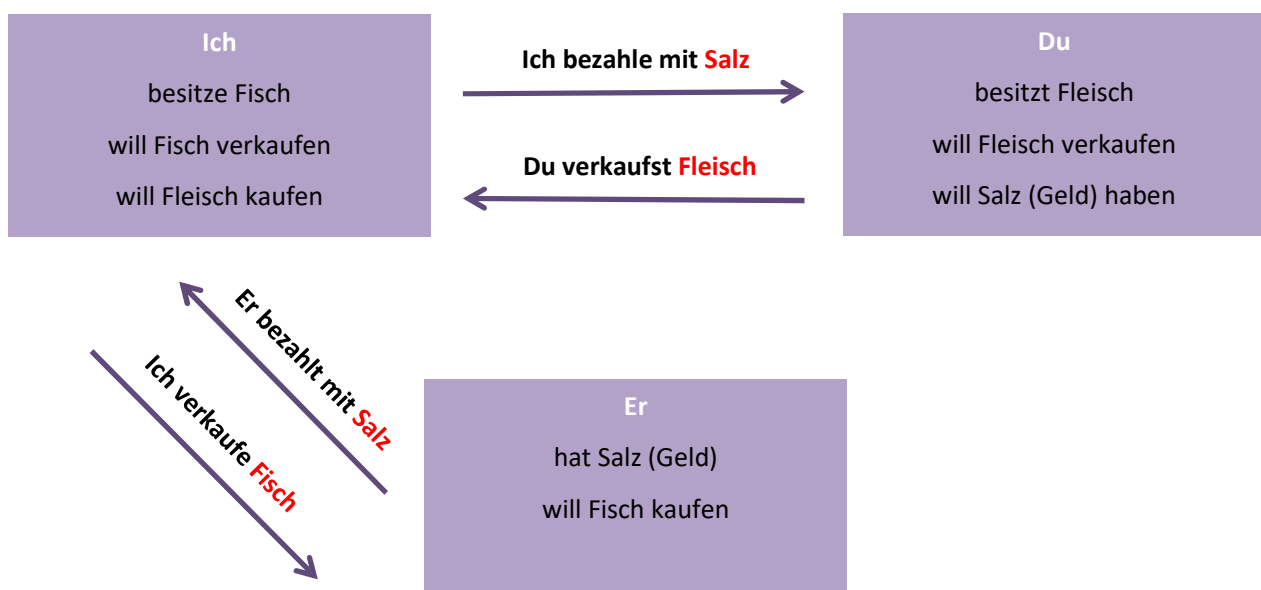 Ich
besitze Fisch
will Fisch verkaufen
will Fleisch kaufen
Ich bezahle mit Salz
Du verkaufst Fleisch
Du
besitzt Fleisch
will Fleisch verkaufen
will Salz (Geld) haben
Er bezahlt mit Salz
Ich verkaufe Fisch
Er
hat Salz (Geld)
will Fisch kaufen